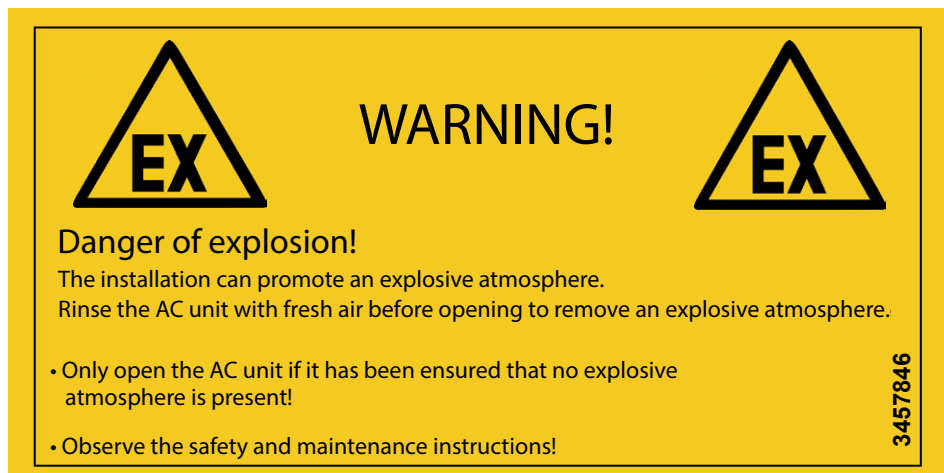 EX
WARNING!
EX
Danger of explosion!
The installation can promote an explosive atmosphere.
Rinse the AC unit with fresh air before opening to remove an explosive atmosphere.
• Only open the AC unit if it has been ensured that no explosive
atmosphere is present!
• Observe the safety and maintenance instructions!
3457846